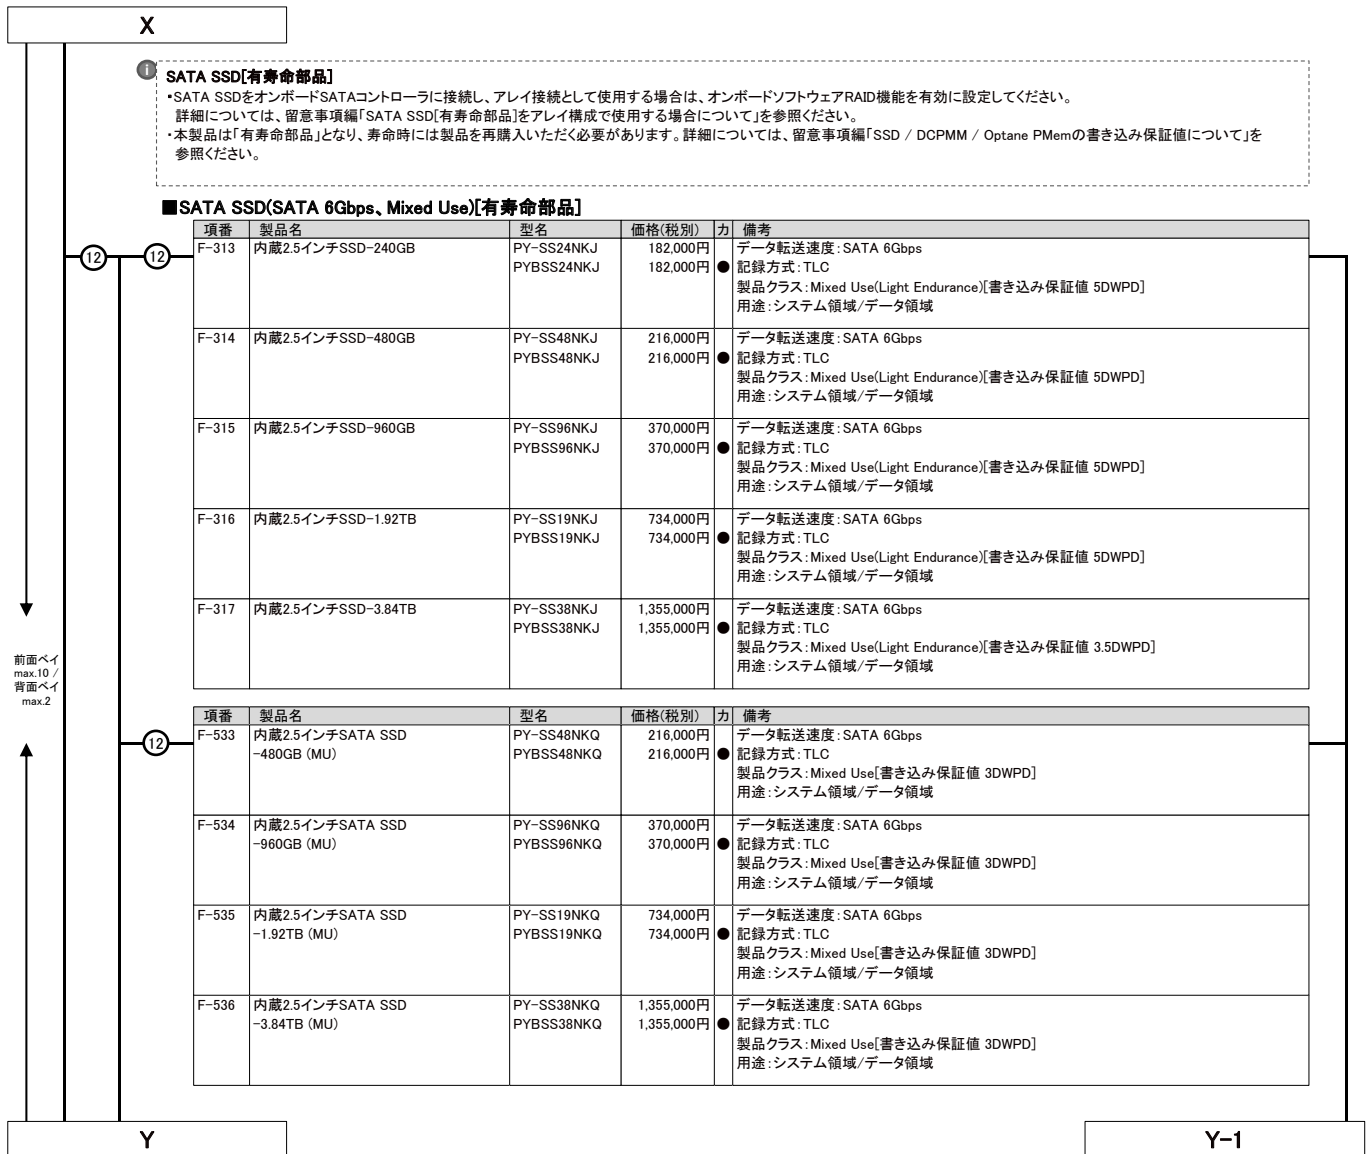 X
i
SATA SSD[有寿命部品]
・SATA SSDをオンボードSATAコントローラに接続し、アレイ接続として使用する場合は、オンボードソフトウェアRAID機能を有効に設定してください。
詳細については、留意事項編「SATA SSD[有寿命部品]をアレイ構成で使用する場合について」を参照ください。
・本製品は「有寿命部品」となり、寿命時には製品を再購入いただく必要があります。詳細については、留意事項編「SSD / DCPMM / Optane PMemの書き込み保証値について」を
参照ください。
■SATA SSD(SATA 6Gbps、Mixed Use)[有寿命部品]
項番 製品名 型名 価格(税別) カ 備考
12 12 F-313 内蔵2.5インチSSD-240GB PY-SS24NKJ 182,000円 データ転送速度:SATA 6Gbps
PYBSS24NKJ 182,000円 ● 記録方式:TLC
製品クラス:Mixed Use(Light Endurance)[書き込み保証値 5DWPD]
用途:システム領域/データ領域
F-314 内蔵2.5インチSSD-480GB PY-SS48NKJ 216,000円 データ転送速度:SATA 6Gbps
PYBSS48NKJ 216,000円 ● 記録方式:TLC
製品クラス:Mixed Use(Light Endurance)[書き込み保証値 5DWPD]
用途:システム領域/データ領域
F-315 内蔵2.5インチSSD-960GB PY-SS96NKJ 370,000円 データ転送速度:SATA 6Gbps
PYBSS96NKJ 370,000円 ● 記録方式:TLC
製品クラス:Mixed Use(Light Endurance)[書き込み保証値 5DWPD]
用途:システム領域/データ領域
F-316 内蔵2.5インチSSD-1.92TB PY-SS19NKJ 734,000円 データ転送速度:SATA 6Gbps
PYBSS19NKJ 734,000円 ● 記録方式:TLC
製品クラス:Mixed Use(Light Endurance)[書き込み保証値 5DWPD]
用途:システム領域/データ領域
F-317 内蔵2.5インチSSD-3.84TB PY-SS38NKJ 1,355,000円 データ転送速度:SATA 6Gbps
PYBSS38NKJ 1,355,000円 ● 記録方式:TLC
製品クラス:Mixed Use(Light Endurance)[書き込み保証値 3.5DWPD]
用途:システム領域/データ領域
前面ベイ
max.10 /
背面ベイ
max.2
項番 製品名 型名 価格(税別) カ 備考
12 F-533 内蔵2.5インチSATA SSD PY-SS48NKQ 216,000円 データ転送速度:SATA 6Gbps
-480GB (MU) PYBSS48NKQ 216,000円 ● 記録方式:TLC
製品クラス:Mixed Use[書き込み保証値 3DWPD]
用途:システム領域/データ領域
F-534 内蔵2.5インチSATA SSD PY-SS96NKQ 370,000円 データ転送速度:SATA 6Gbps
-960GB (MU) PYBSS96NKQ 370,000円 ● 記録方式:TLC
製品クラス:Mixed Use[書き込み保証値 3DWPD]
用途:システム領域/データ領域
F-535 内蔵2.5インチSATA SSD PY-SS19NKQ 734,000円 データ転送速度:SATA 6Gbps
-1.92TB (MU) PYBSS19NKQ 734,000円 ● 記録方式:TLC
製品クラス:Mixed Use[書き込み保証値 3DWPD]
用途:システム領域/データ領域
F-536 内蔵2.5インチSATA SSD PY-SS38NKQ 1,355,000円 データ転送速度:SATA 6Gbps
-3.84TB (MU) PYBSS38NKQ 1,355,000円 ● 記録方式:TLC
製品クラス:Mixed Use[書き込み保証値 3DWPD]
用途:システム領域/データ領域
Y Y-1